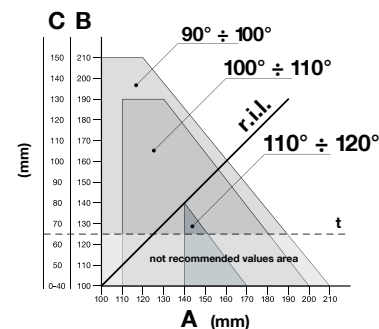 C B
90° ÷ 100°
100° ÷ 110°
r.i.l.
110° ÷ 120°
150 210
140 200
130 190
120 180
110 170
100 160
90 150
80 140
70 130
60 120
50 110
0-40 100
(mm)
t
not recommended values area
100 110 120 130 140 150 160 170 180 190 200 210
A (mm)